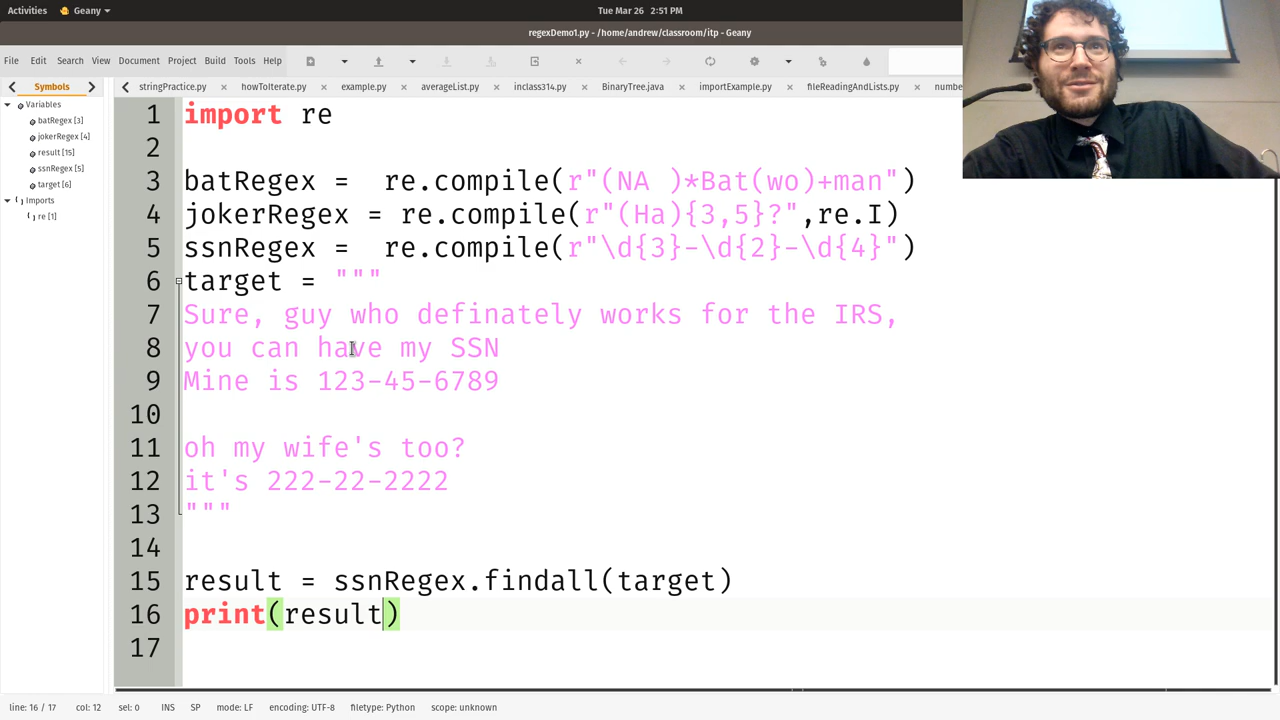 Activities Geany Tue Mar 26 2:51 PM
regexDemo1.py - /home/andrew/classroom/itp - Geany
File Edit Search View Document Project Build Tools Help
Symbols stringPractice.py howToIterate.py example.py averageList.py inclass314.py BinaryTree.java importExample.py fileReadingAndLists.py numbe
Variables
batRegex [3]
jokerRegex [4]
result [15]
ssnRegex [5]
target [6]
Imports
re [1]
1 import re
2
3 batRegex =  re.compile(r"(NA )*Bat(wo)+man")
4 jokerRegex = re.compile(r"(Ha){3,5}?",re.I)
5 ssnRegex =  re.compile(r"\d{3}-\d{2}-\d{4}")
6 target = """
7 Sure, guy who definately works for the IRS,
8 you can have my SSN
9 Mine is 123-45-6789
10
11 oh my wife's too?
12 it's 222-22-2222
13 """
14
15 result = ssnRegex.findall(target)
16 print(result)
17
line: 16 / 17 col: 12 sel: 0 INS SP mode: LF encoding: UTF-8 filetype: Python scope: unknown